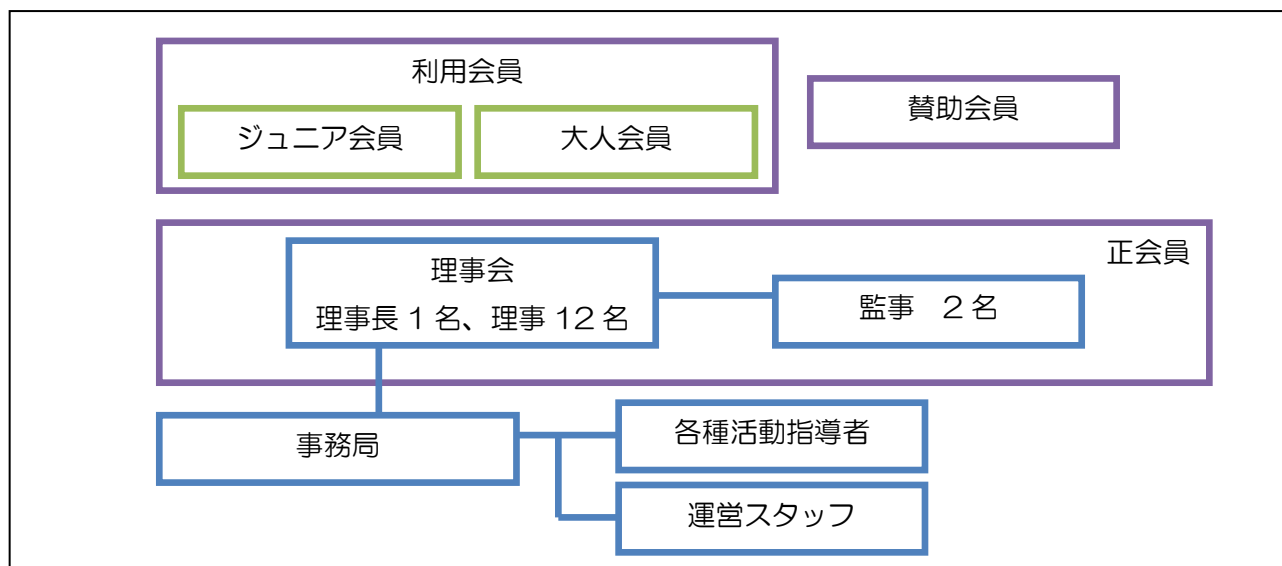 利用会員
ジュニア会員
大人会員
賛助会員
正会員
理事会
理事長 1 名、理事 12 名
監事　2 名
事務局
各種活動指導者
運営スタッフ